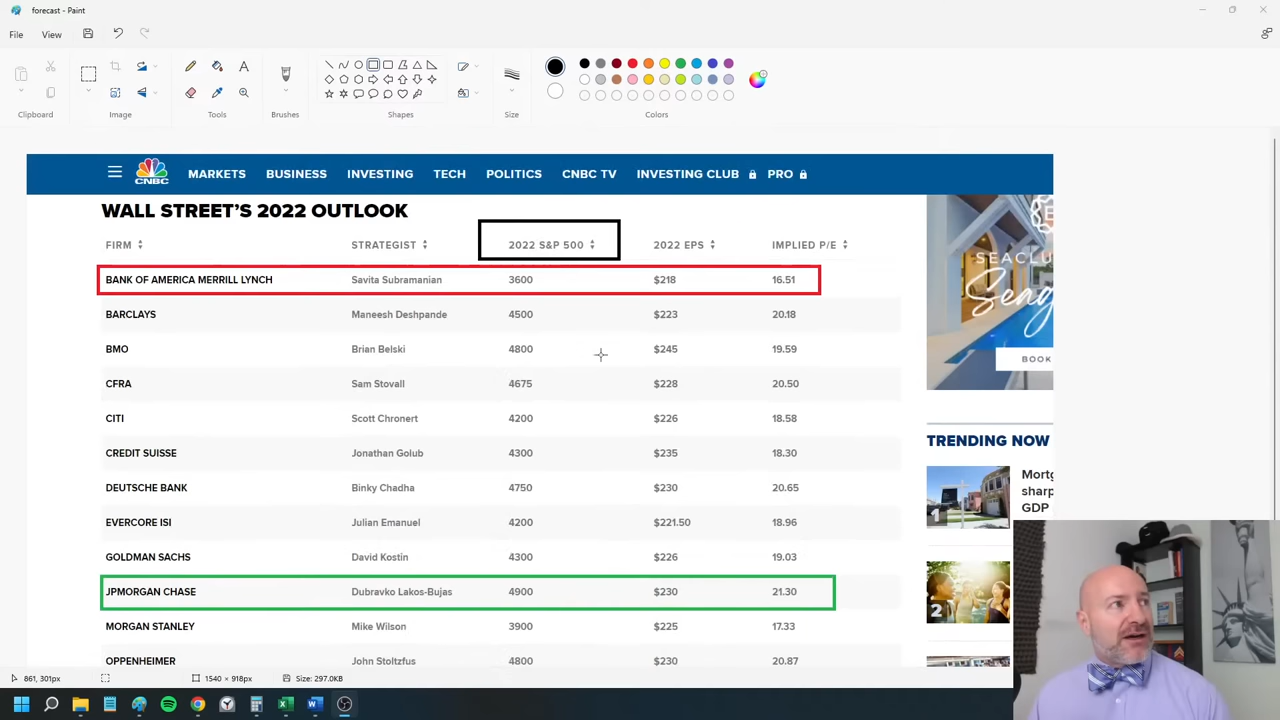 forecast - Paint
File View
Clipboard Image Tools Brushes Shapes Size Colors
CNBC MARKETS BUSINESS INVESTING TECH POLITICS CNBC TV INVESTING CLUB PRO
WALL STREET'S 2022 OUTLOOK
FIRM STRATEGIST 2022 S&P 500 2022 EPS IMPLIED P/E
BANK OF AMERICA MERRILL LYNCH Savita Subramanian 3600 $218 16.51
BARCLAYS Maneesh Deshpande 4500 $223 20.18
BMO Brian Belski 4800 $245 19.59
CFRA Sam Stovall 4675 $228 20.50
CITI Scott Chronert 4200 $226 18.58
CREDIT SUISSE Jonathan Golub 4300 $235 18.30
DEUTSCHE BANK Binky Chadha 4750 $230 20.65
EVERCORE ISI Julian Emanuel 4200 $221.50 18.96
GOLDMAN SACHS David Kostin 4300 $226 19.03
JPMORGAN CHASE Dubravko Lakos-Bujas 4900 $230 21.30
MORGAN STANLEY Mike Wilson 3900 $225 17.33
OPPENHEIMER John Stoltzfus 4800 $230 20.87
SEACLU
Sea
BOOK
TRENDING NOW
1
Mortg
sharp
GDP
2
861, 301px 1540 × 918px Size: 297.0KB